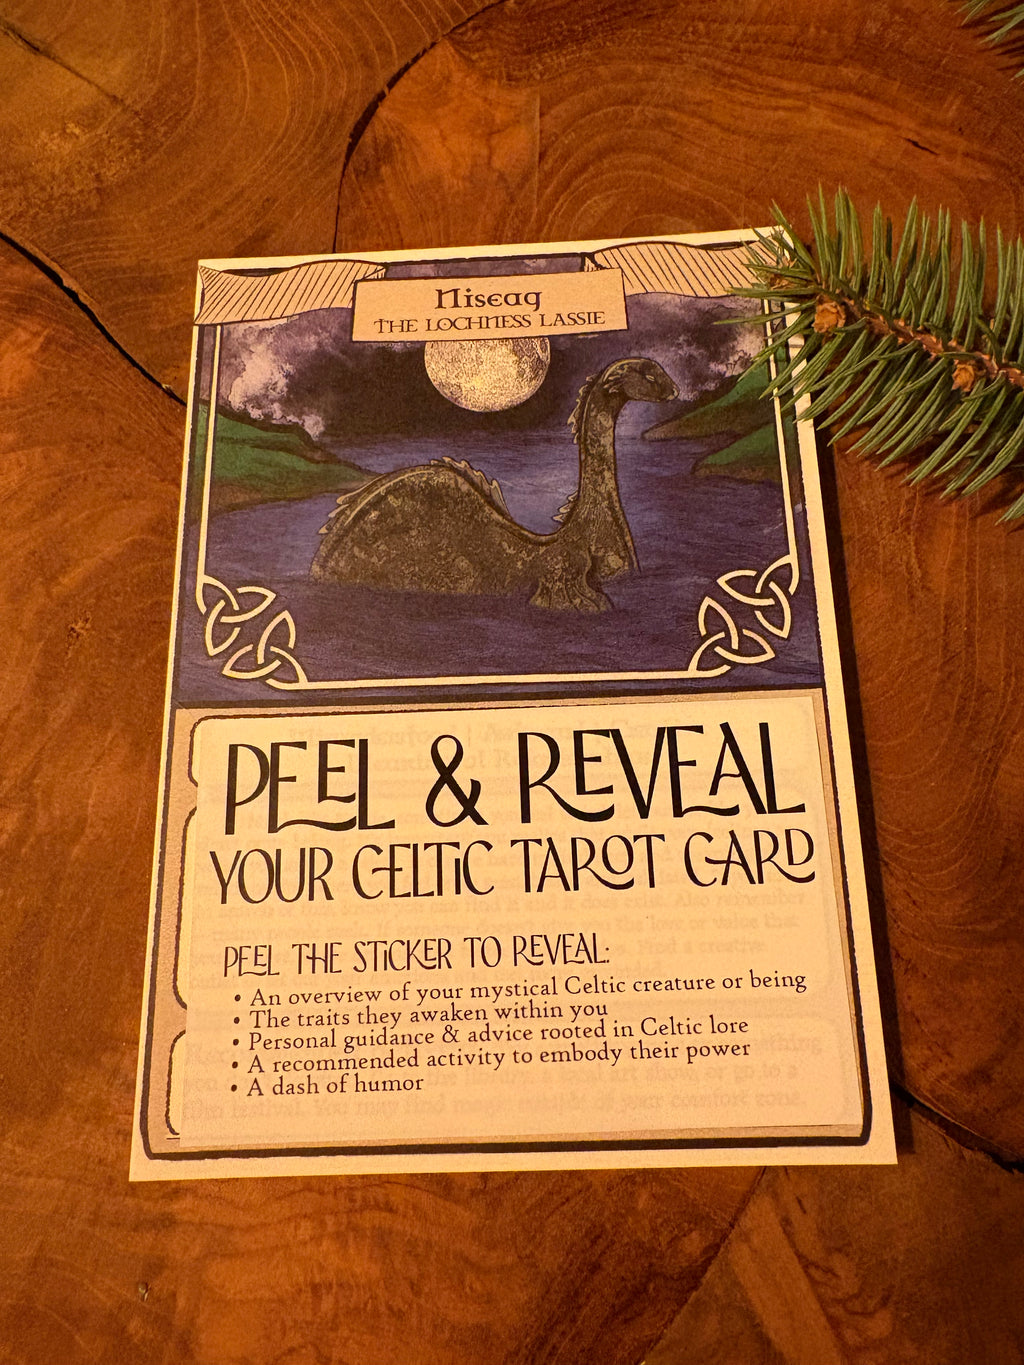 Niseag
THE LOCHNESS LASSIE
PEEL & REVEAL
YOUR CELTIC TAROT CARD
PEEL THE STICKER TO REVEAL:
• An overview of your mystical Celtic creature or being
• The traits they awaken within you
• Personal guidance & advice rooted in Celtic lore
• A recommended activity to embody their power
• A dash of humor